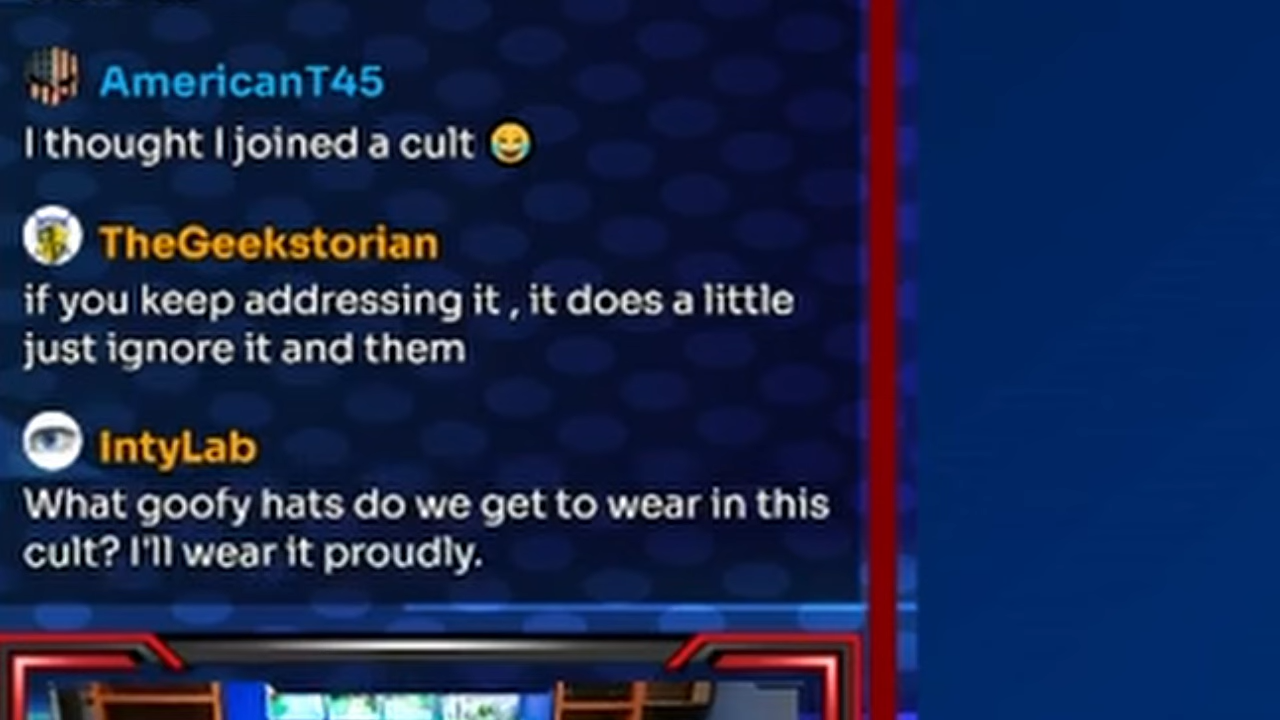 AmericanT45
I thought I joined a cult 😂
TheGeekstorian
if you keep addressing it , it does a little
just ignore it and them
IntyLab
What goofy hats do we get to wear in this
cult? I'll wear it proudly.